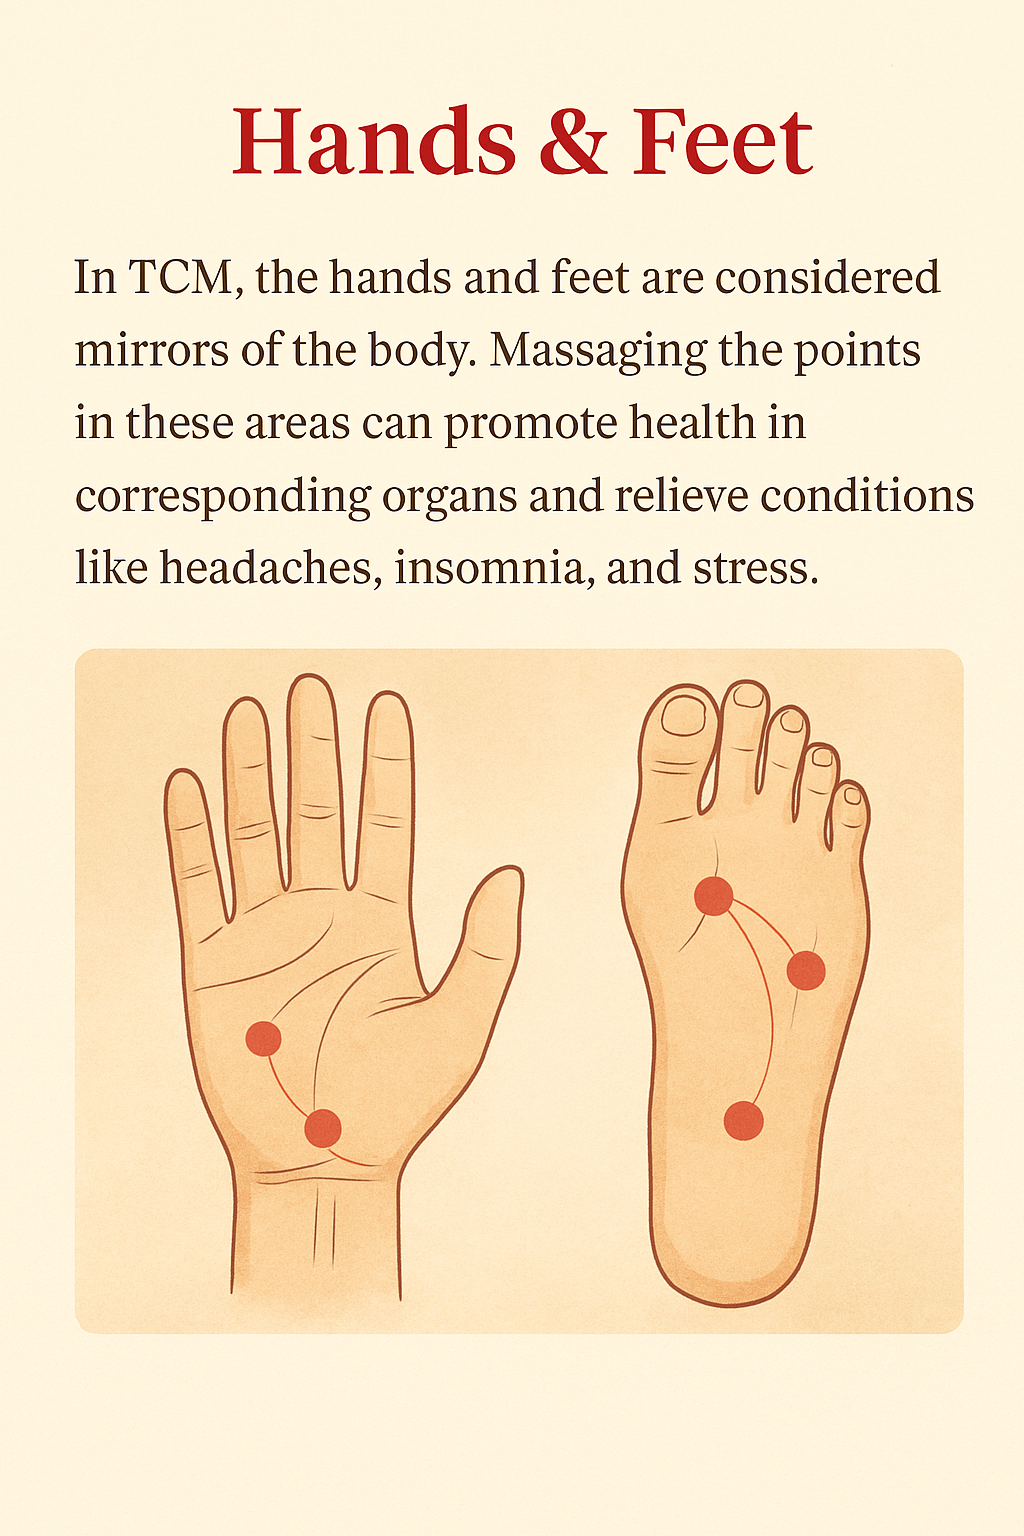 Hands & Feet
In TCM, the hands and feet are considered
mirrors of the body. Massaging the points
in these areas can promote health in
corresponding organs and relieve conditions
like headaches, insomnia, and stress.